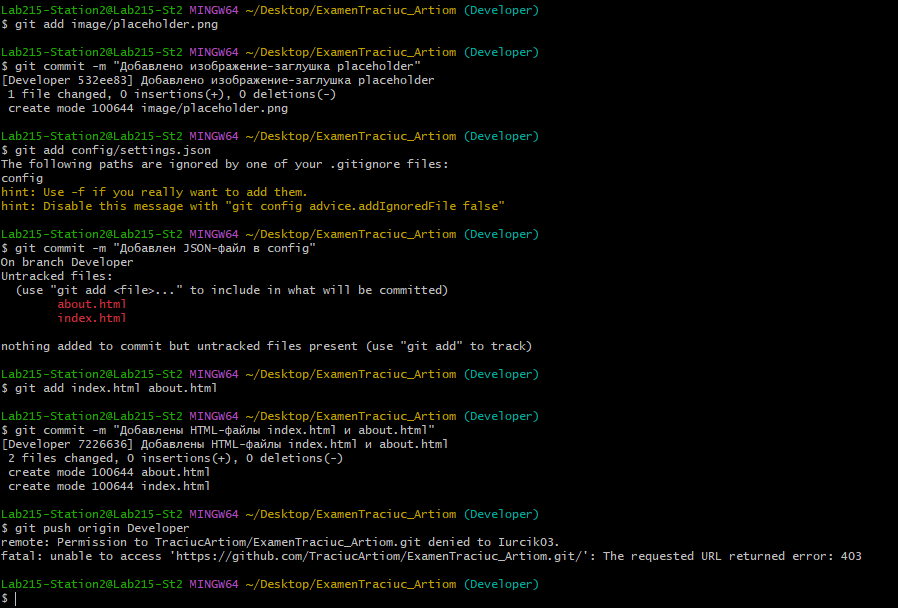 Lab215-Station2@Lab215-St2 MINGW64 ~/Desktop/ExamenTraciuc_Artiom (Developer)
$ git add image/placeholder.png
Lab215-Station2@Lab215-St2 MINGW64 ~/Desktop/ExamenTraciuc_Artiom (Developer)
$ git commit -m "Добавлено изображение-заглушка placeholder"
[Developer 532ee83] Добавлено изображение-заглушка placeholder
1 file changed, 0 insertions(+), 0 deletions(-)
create mode 100644 image/placeholder.png
Lab215-Station2@Lab215-St2 MINGW64 ~/Desktop/ExamenTraciuc_Artiom (Developer)
$ git add config/settings.json
The following paths are ignored by one of your .gitignore files:
config
hint: Use -f if you really want to add them.
hint: Disable this message with "git config advice.addIgnoredFile false"
Lab215-Station2@Lab215-St2 MINGW64 ~/Desktop/ExamenTraciuc_Artiom (Developer)
$ git commit -m "Добавлен JSON-файл в config"
On branch Developer
Untracked files:
(use "git add <file>..." to include in what will be committed)
about.html
index.html
nothing added to commit but untracked files present (use "git add" to track)
Lab215-Station2@Lab215-St2 MINGW64 ~/Desktop/ExamenTraciuc_Artiom (Developer)
$ git add index.html about.html
Lab215-Station2@Lab215-St2 MINGW64 ~/Desktop/ExamenTraciuc_Artiom (Developer)
$ git commit -m "Добавлены HTML-файлы index.html и about.html"
[Developer 7226636] Добавлены HTML-файлы index.html и about.html
2 files changed, 0 insertions(+), 0 deletions(-)
create mode 100644 about.html
create mode 100644 index.html
Lab215-Station2@Lab215-St2 MINGW64 ~/Desktop/ExamenTraciuc_Artiom (Developer)
$ git push origin Developer
remote: Permission to TraciucArtiom/ExamenTraciuc_Artiom.git denied to Iurcik03.
fatal: unable to access 'https://github.com/TraciucArtiom/ExamenTraciuc_Artiom.git/': The requested URL returned error: 403
Lab215-Station2@Lab215-St2 MINGW64 ~/Desktop/ExamenTraciuc_Artiom (Developer)
$